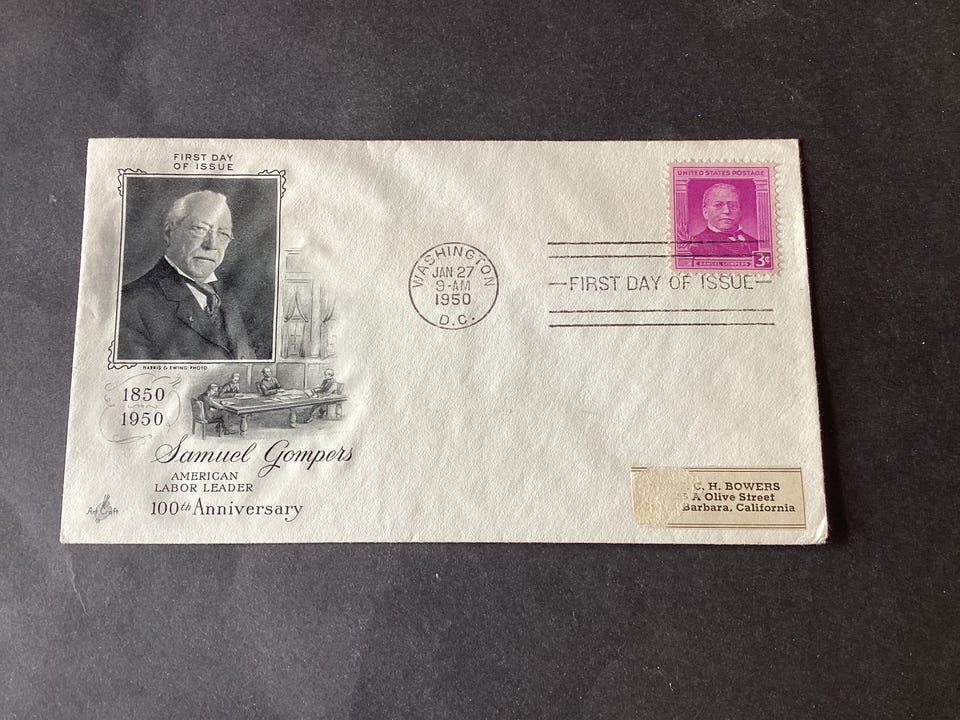 FIRST DAY
OF ISSUE
HARRIS & EWING PHOTO
1850
1950
Samuel Gompers
AMERICAN
LABOR LEADER
100th Anniversary
Art Craft
WASHINGTON
JAN 27
9-AM
1950
D.C.
UNITED STATES POSTAGE
SAMUEL GOMPERS
3¢
FIRST DAY OF ISSUE
C. H. BOWERS
A Olive Street
Barbara, California